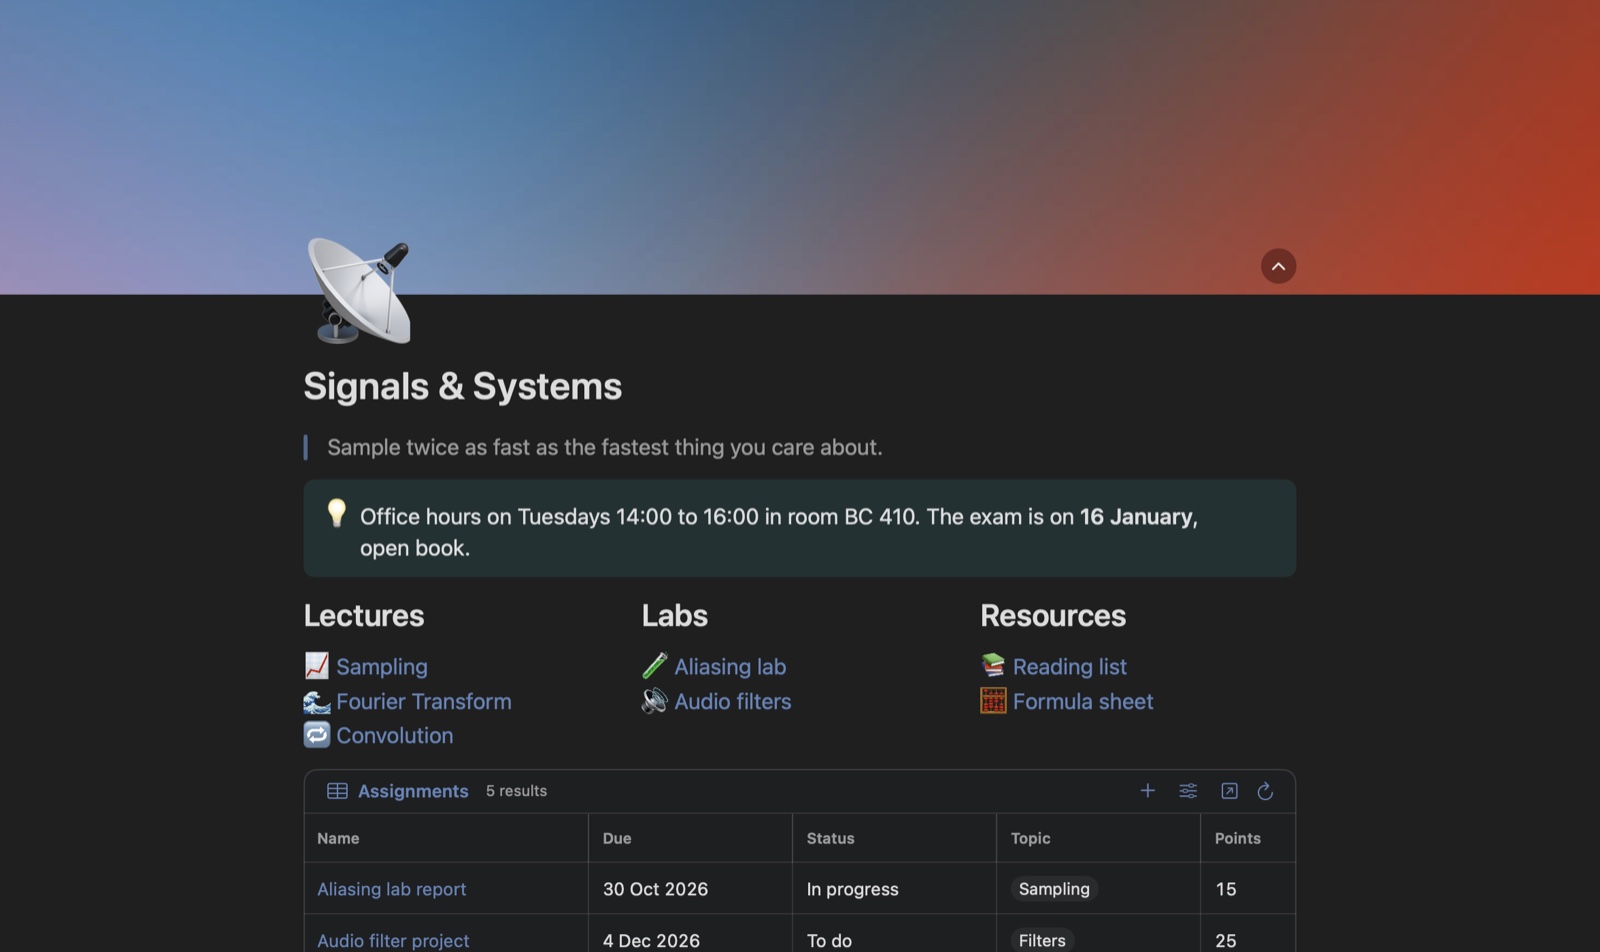 Signals & Systems
Sample twice as fast as the fastest thing you care about.
Office hours on Tuesdays 14:00 to 16:00 in room BC 410. The exam is on 16 January,
open book.
Lectures
Sampling
Fourier Transform
Convolution
Labs
Aliasing lab
Audio filters
Resources
Reading list
Formula sheet
Assignments 5 results
Name Due Status Topic Points
Aliasing lab report 30 Oct 2026 In progress Sampling 15
Audio filter project 4 Dec 2026 To do Filters 25